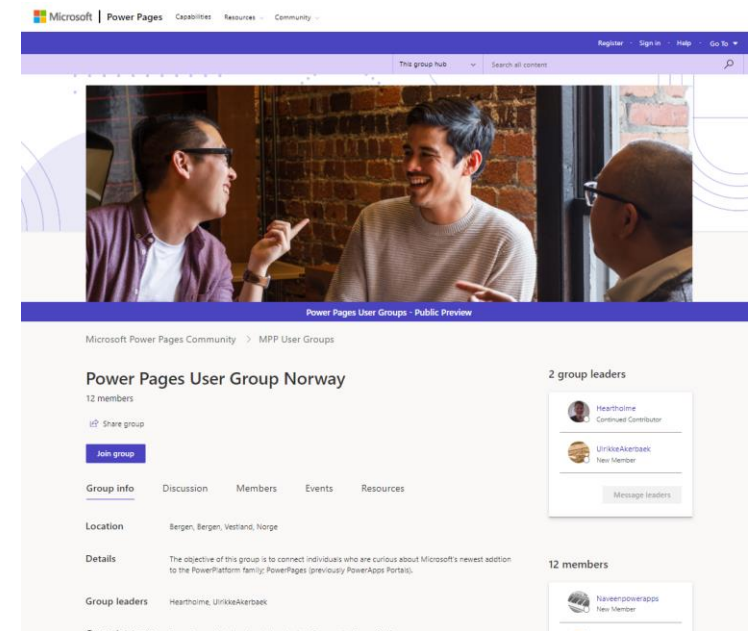 Microsoft | Power Pages Capabilities Resources Community
Register · Sign in · Help · Go To
This group hub Search all content
Power Pages User Groups - Public Preview
Microsoft Power Pages Community > MPP User Groups
Power Pages User Group Norway
12 members
Share group
Join group
Group info Discussion Members Events Resources
Location Bergen, Bergen, Vestland, Norge
Details The objective of this group is to connect individuals who are curious about Microsoft's newest addtion
to the PowerPlatform family; PowerPages (previously PowerApps Portals).
Group leaders Heartholme, UlrikkeAkerbaek
2 group leaders
Heartholme
Continued Contributor
UlrikkeAkerbaek
New Member
Message leaders
12 members
Naveenpowerapps
New Member